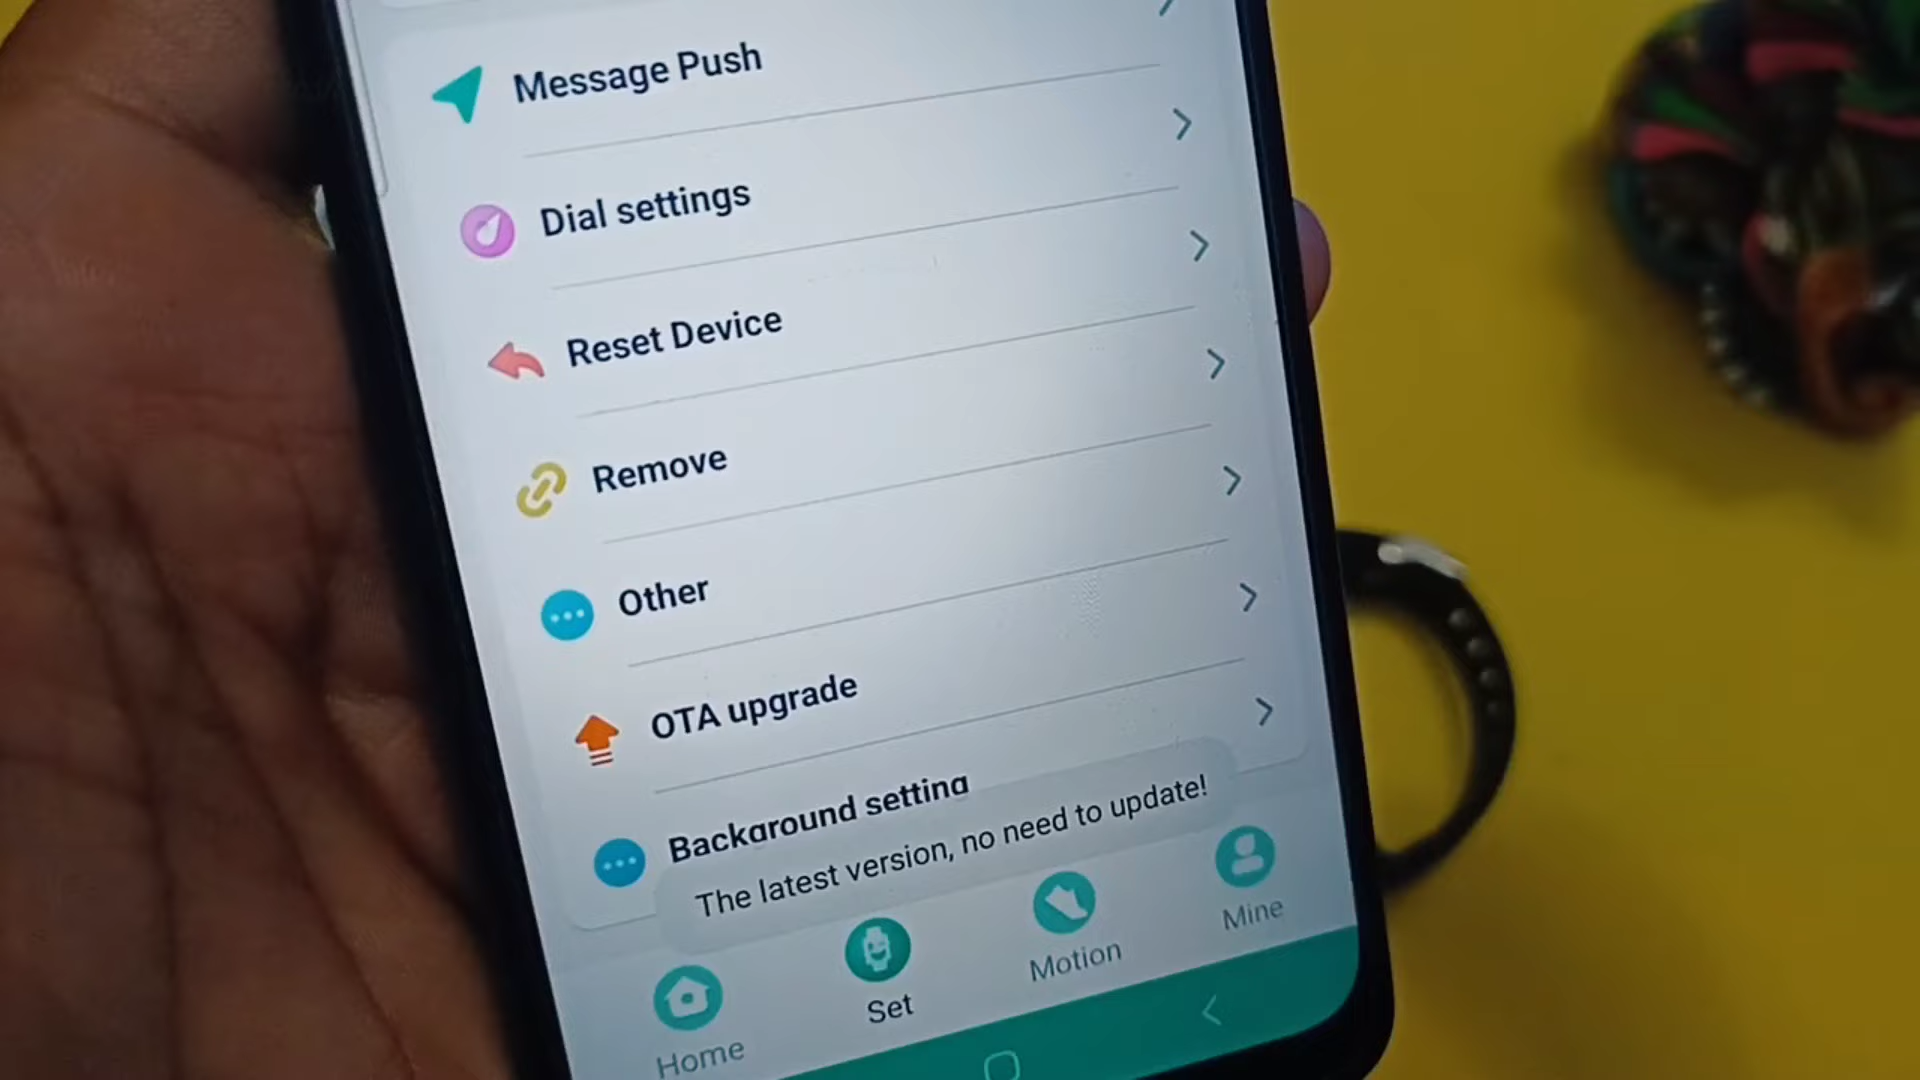 Message Push
Dial settings
Reset Device
Remove
Other
OTA upgrade
Background setting
The latest version, no need to update!
Home
Set
Motion
Mine